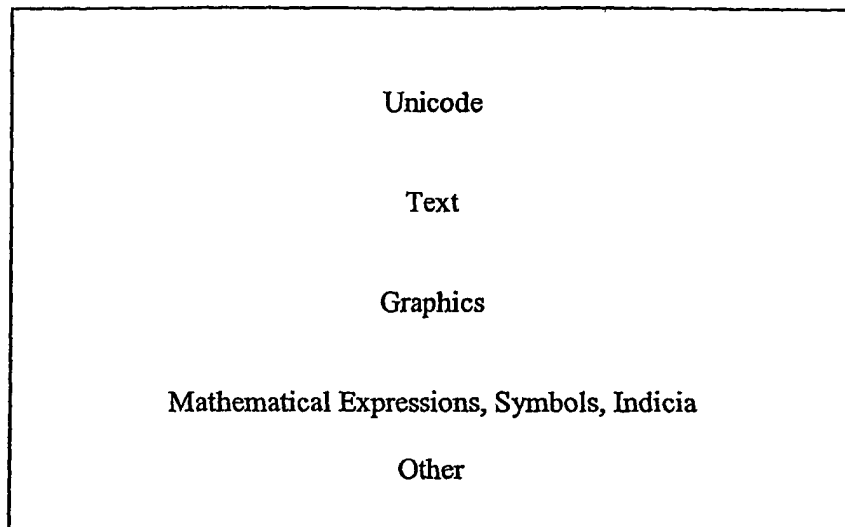 Unicode
Text
Graphics
Mathematical Expressions, Symbols, Indicia
Other